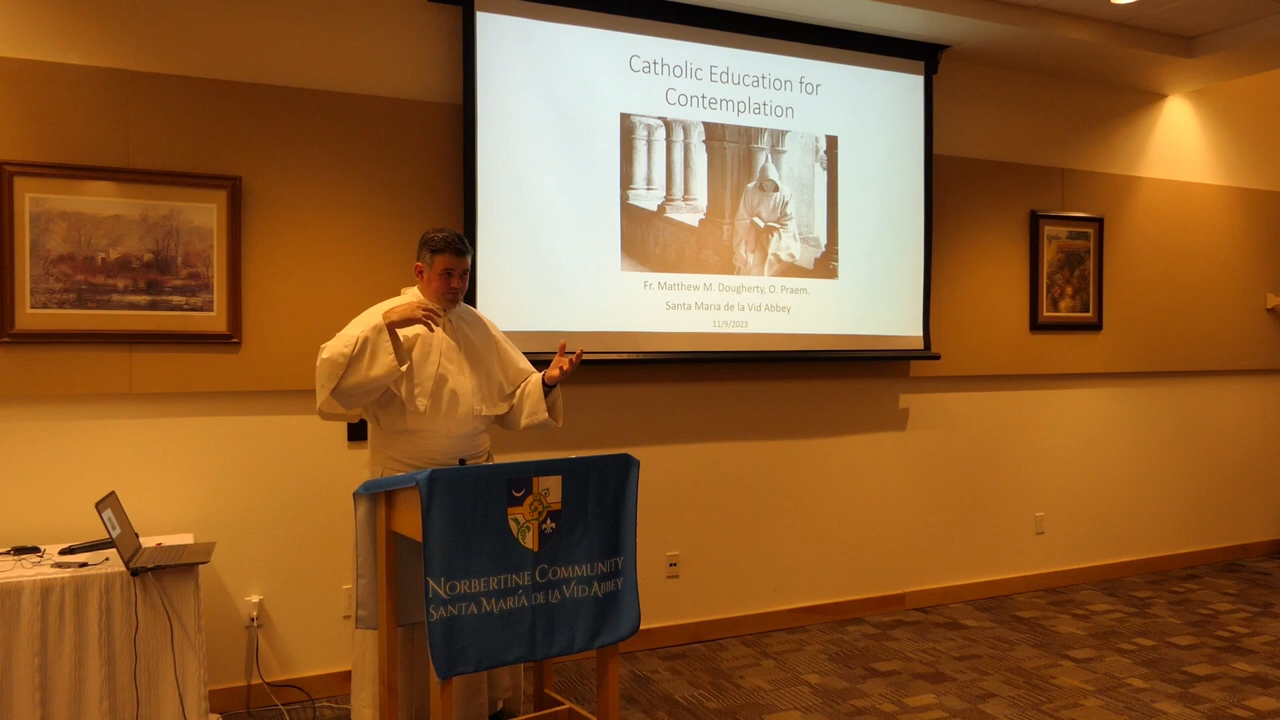 Catholic Education for
Contemplation
Fr. Matthew M. Dougherty, O. Praem.
Santa María de la Vid Abbey
11/9/2023
NORBERTINE COMMUNITY
SANTA MARÍA DE LA VID ABBEY